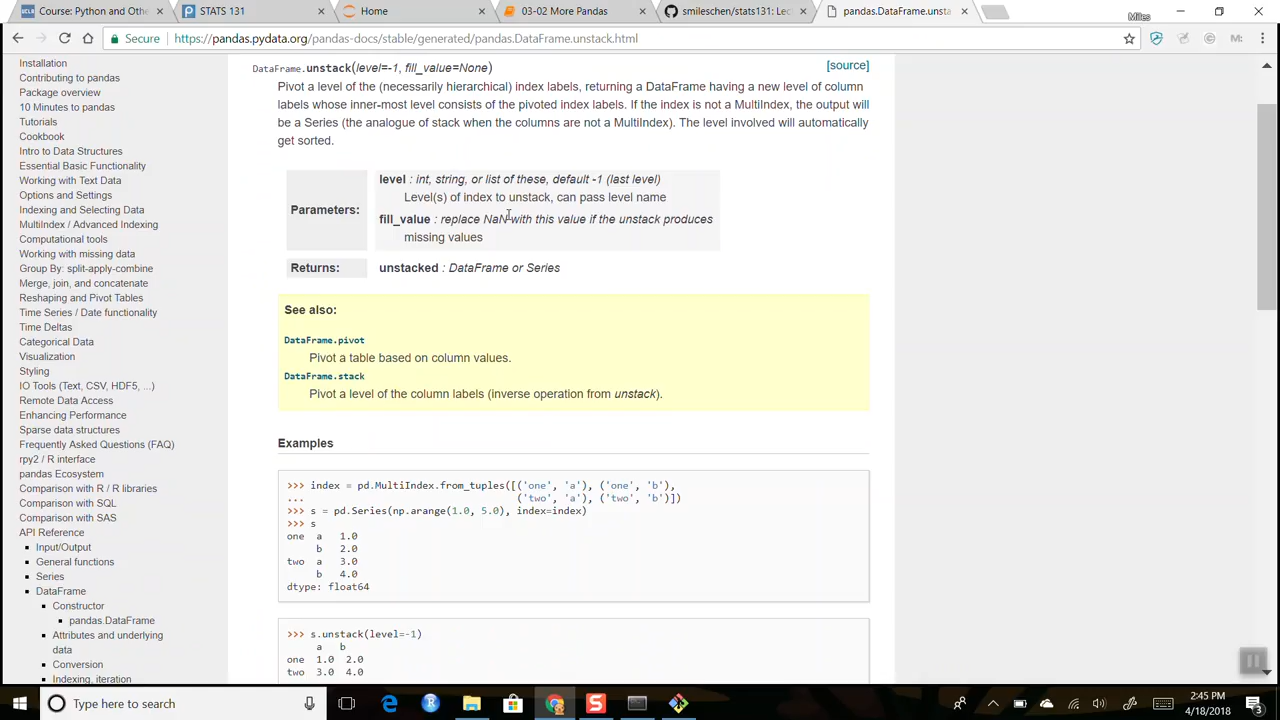 Course: Python and Othe
STATS 131
Home
03-02 More Pandas
smileschen/stats131: Lec
pandas.DataFrame.unsta
Miles
Secure
https://pandas.pydata.org/pandas-docs/stable/generated/pandas.DataFrame.unstack.html
Installation
Contributing to pandas
Package overview
10 Minutes to pandas
Tutorials
Cookbook
Intro to Data Structures
Essential Basic Functionality
Working with Text Data
Options and Settings
Indexing and Selecting Data
MultiIndex / Advanced Indexing
Computational tools
Working with missing data
Group By: split-apply-combine
Merge, join, and concatenate
Reshaping and Pivot Tables
Time Series / Date functionality
Time Deltas
Categorical Data
Visualization
Styling
IO Tools (Text, CSV, HDF5, ...)
Remote Data Access
Enhancing Performance
Sparse data structures
Frequently Asked Questions (FAQ)
rpy2 / R interface
pandas Ecosystem
Comparison with R / R libraries
Comparison with SQL
Comparison with SAS
API Reference
Input/Output
General functions
Series
DataFrame
Constructor
pandas.DataFrame
Attributes and underlying
data
Conversion
Indexing, iteration
DataFrame.unstack(level=-1, fill_value=None)
[source]
Pivot a level of the (necessarily hierarchical) index labels, returning a DataFrame having a new level of column
labels whose inner-most level consists of the pivoted index labels. If the index is not a MultiIndex, the output will
be a Series (the analogue of stack when the columns are not a MultiIndex). The level involved will automatically
get sorted.
Parameters:
level : int, string, or list of these, default -1 (last level)
Level(s) of index to unstack, can pass level name
fill_value : replace NaN with this value if the unstack produces
missing values
Returns:
unstacked : DataFrame or Series
See also:
DataFrame.pivot
Pivot a table based on column values.
DataFrame.stack
Pivot a level of the column labels (inverse operation from unstack).
Examples
>>> index = pd.MultiIndex.from_tuples([('one', 'a'), ('one', 'b'),
... ('two', 'a'), ('two', 'b')])
>>> s = pd.Series(np.arange(1.0, 5.0), index=index)
>>> s
one a 1.0
b 2.0
two a 3.0
b 4.0
dtype: float64
>>> s.unstack(level=-1)
a b
one 1.0 2.0
two 3.0 4.0
Type here to search
2:45 PM
4/18/2018
3